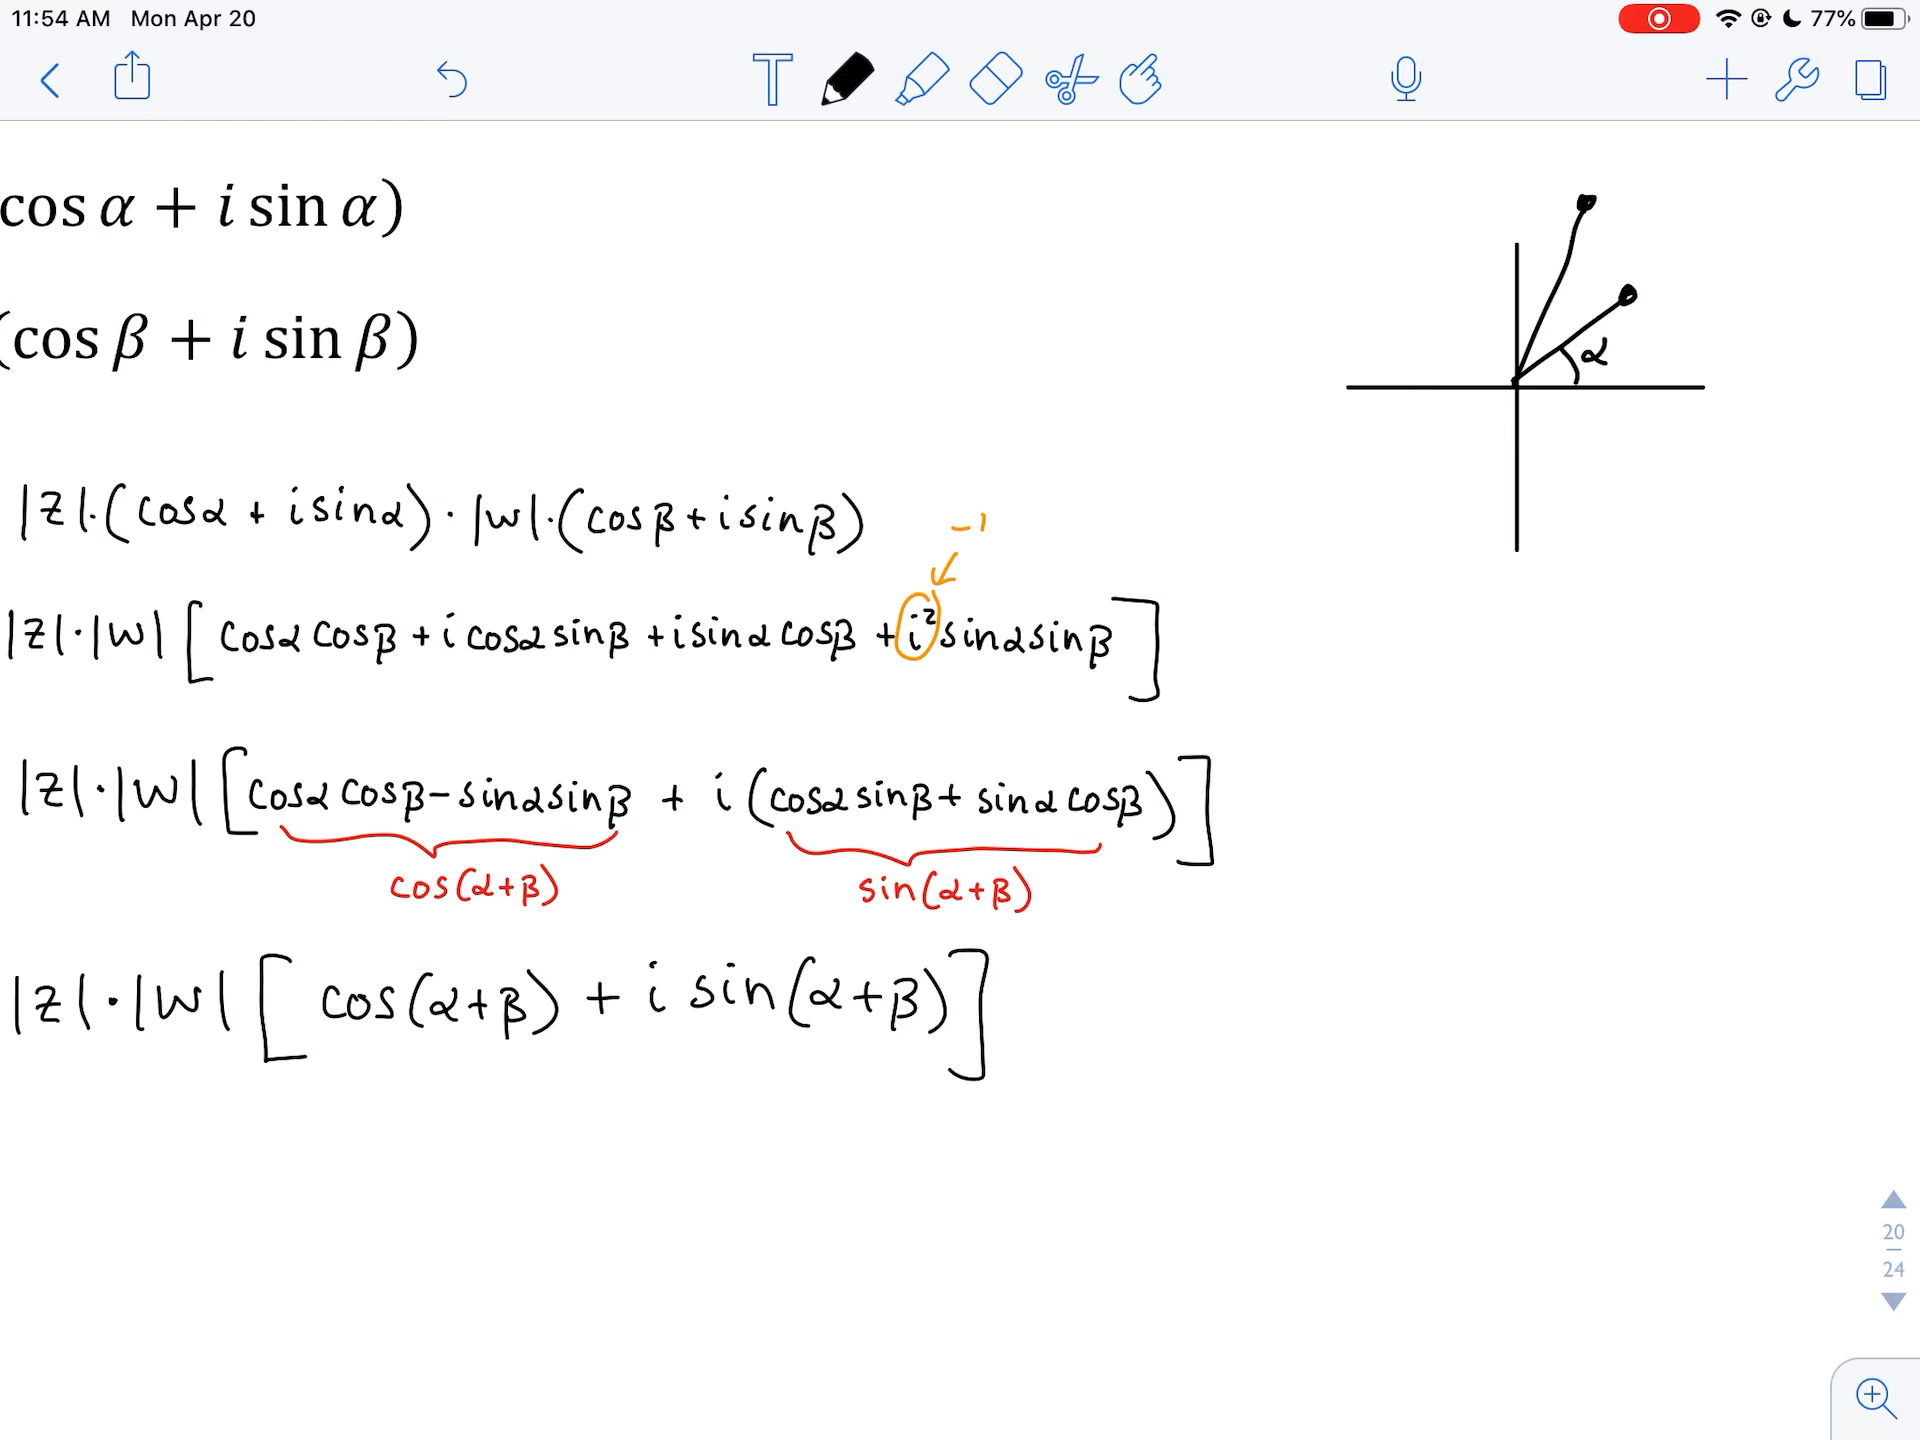 11:54 AM Mon Apr 20 77%
cos α + i sin α)
(cos β + i sin β)
α
|z|·(cosα + isinα)·|w|·(cosβ+isinβ)
-1
|z|·|w| [cosα cosβ + i cosα sinβ + isinα cosβ + i² sinα sinβ]
|z|·|w| [cosα cosβ - sinα sinβ + i (cosα sinβ + sinα cosβ)]
cos(α+β) sin(α+β)
|z|·|w| [cos(α+β) + i sin(α+β)]
20
24